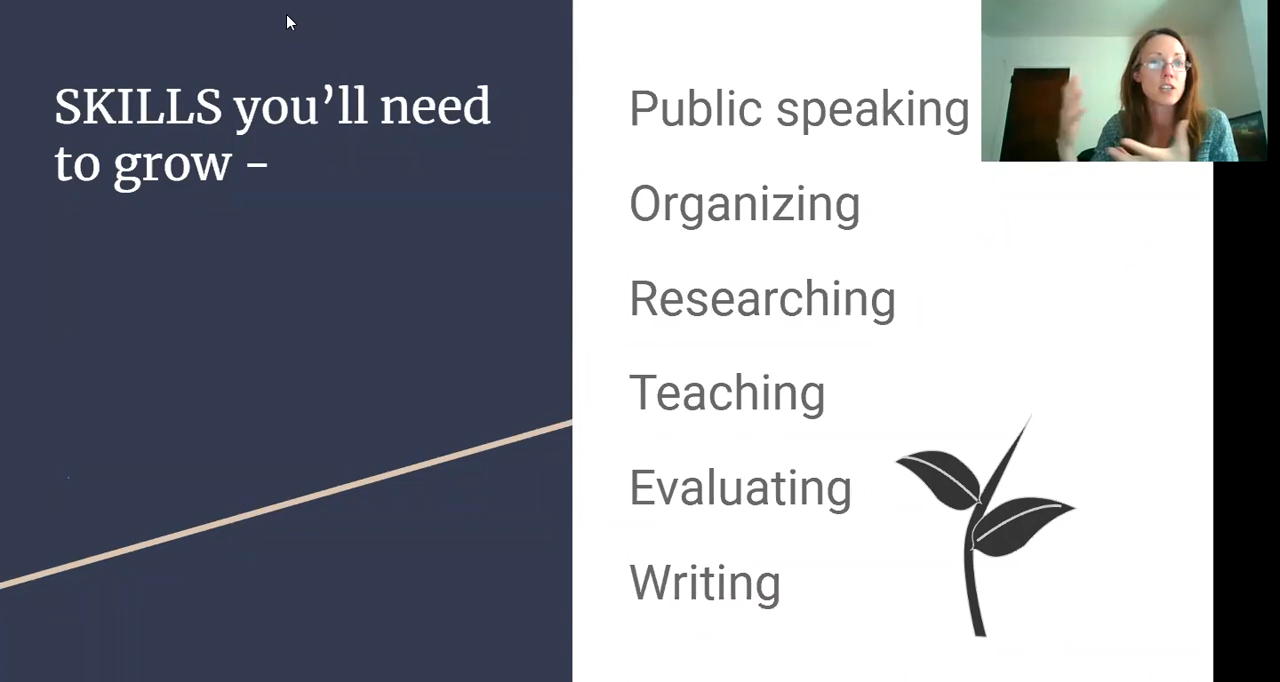 SKILLS you’ll need
to grow -
Public speaking
Organizing
Researching
Teaching
Evaluating
Writing